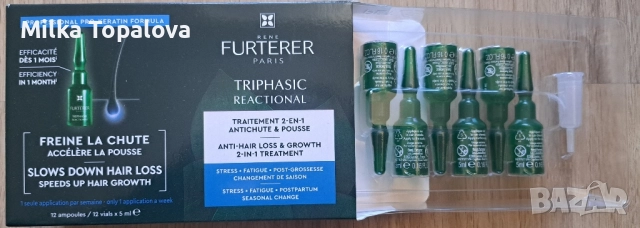 PROFESSIONAL PRO-KERATIN FORMULA
Milka Topalova
EFFICACITÉ
DÈS 1 MOIS
EFFICIENCY
IN 1 MONTH
FREINE LA CHUTE
ACCÉLÈRE LA POUSSE
SLOWS DOWN HAIR LOSS
SPEEDS UP HAIR GROWTH
1 seule application par semaine - only 1 application a week
12 ampoules / 12 vials x 5 ml ℮
RENE
FURTERER
PARIS
TRIPHASIC
REACTIONAL
TRAITEMENT 2-EN-1
ANTICHUTE & POUSSE
ANTI-HAIR LOSS & GROWTH
2-IN-1 TREATMENT
STRESS • FATIGUE • POST-GROSSESSE
CHANGEMENT DE SAISON
STRESS • FATIGUE • POSTPARTUM
SEASONAL CHANGE
BAZAR